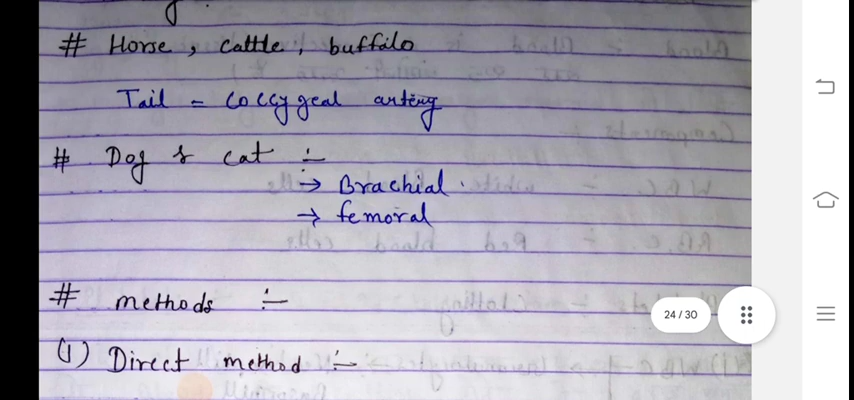 # Horse, cattle, buffalo
Tail = Coccygeal artery
# Dog & cat :-
→ Brachial.
→ femoral
# methods :-
24 / 30
(1) Direct method :-